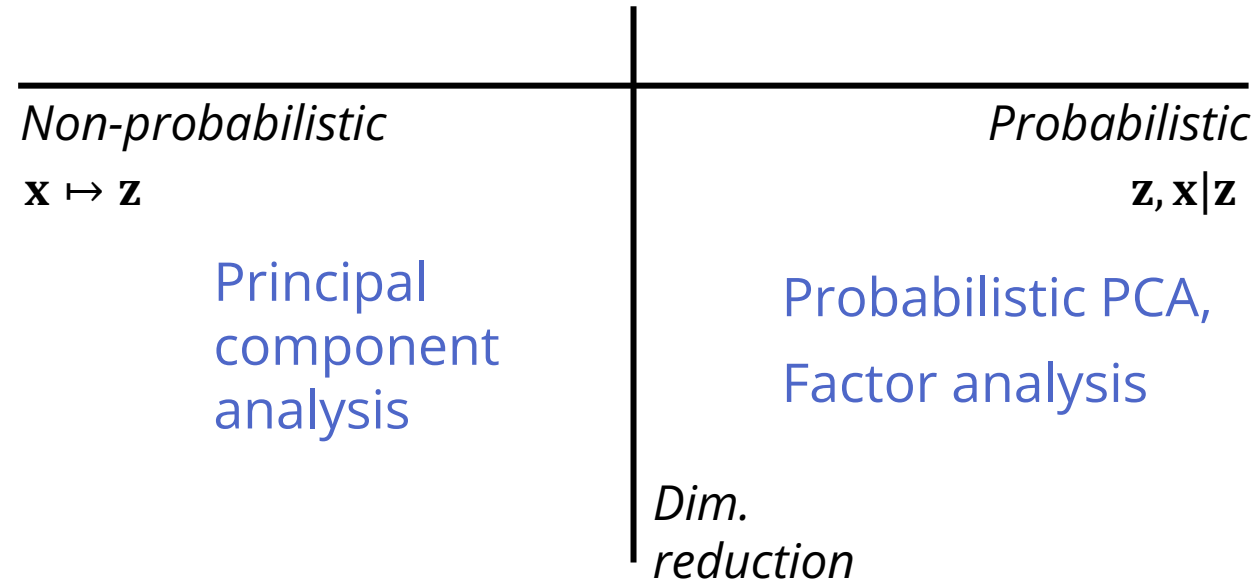 Non-probabilistic
x ↦ z
Principal
component
analysis
Probabilistic
z, x|z
Probabilistic PCA,
Factor analysis
Dim.
reduction